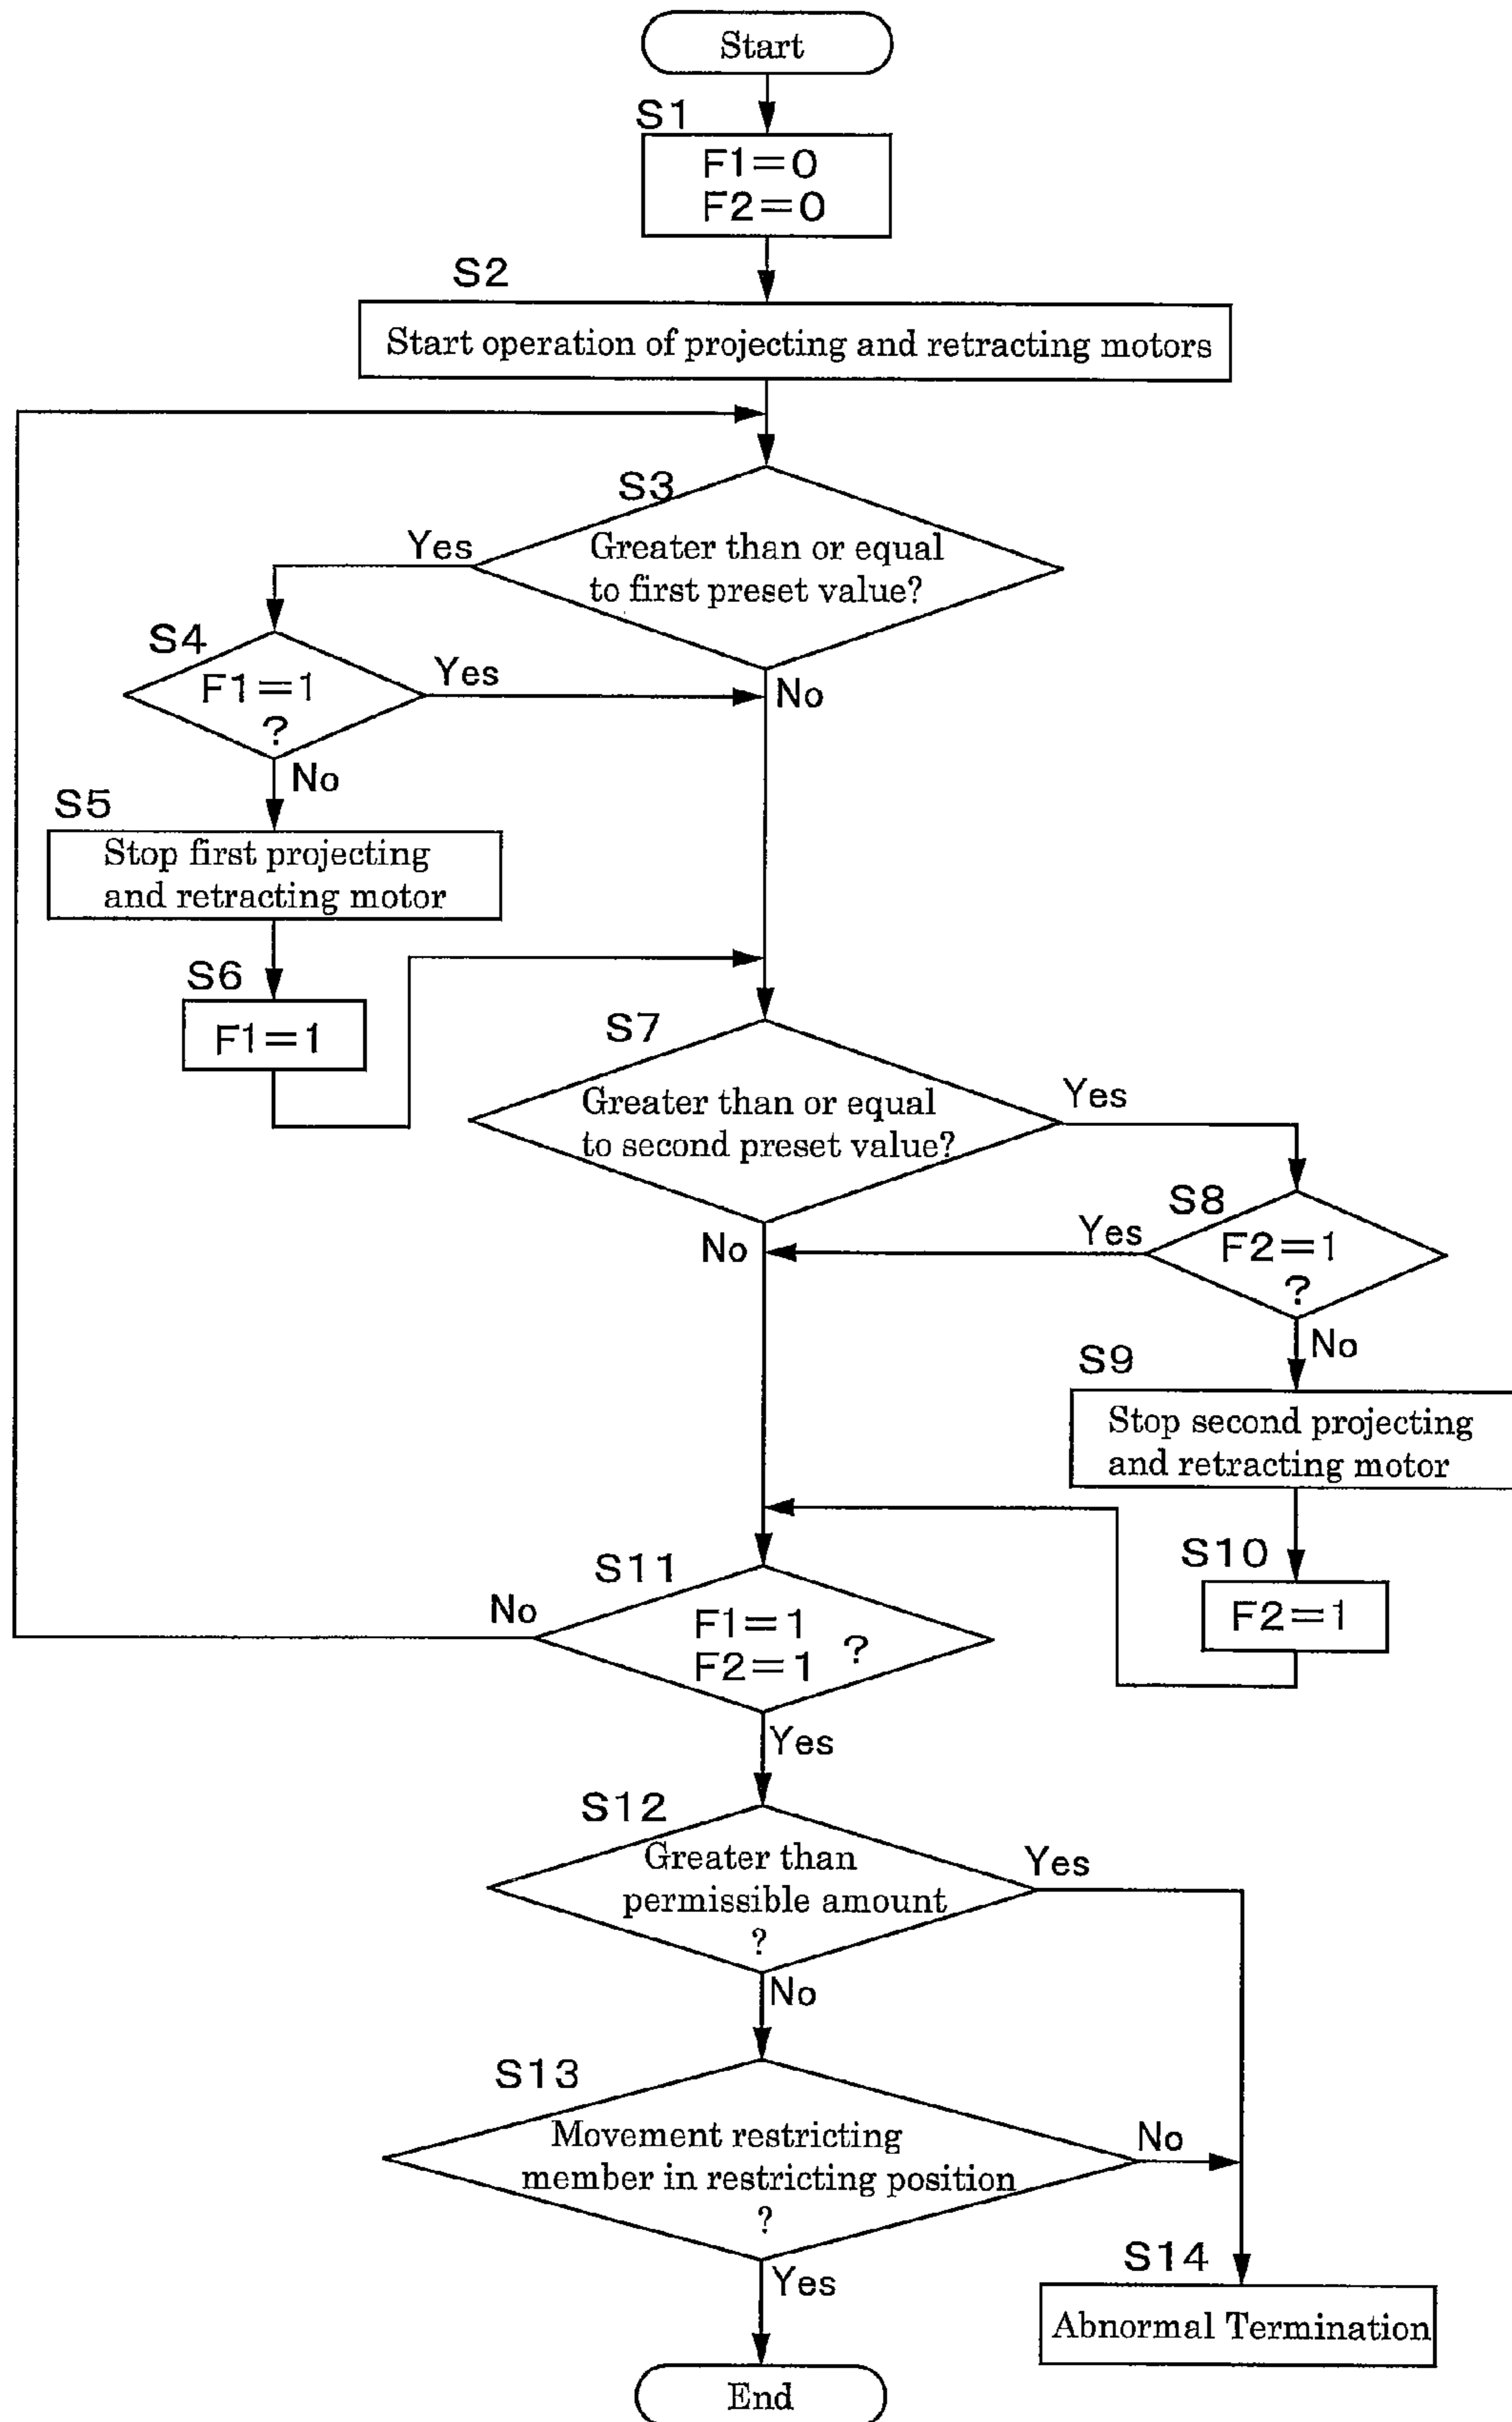 Start
S1
F1=0
F2=0
S2
Start operation of projecting and retracting motors
S3
Yes
Greater than or equal
to first preset value?
S4
Yes
F1=1
?
No
No
S5
Stop first projecting
and retracting motor
S6
F1=1
S7
Yes
Greater than or equal
to second preset value?
S8
Yes
No
F2=1
?
No
S9
Stop second projecting
and retracting motor
S10
F2=1
S11
No
F1=1
F2=1
?
Yes
S12
Greater than
permissible amount
?
Yes
No
S13
Movement restricting
member in restricting position
?
No
Yes
S14
Abnormal Termination
End